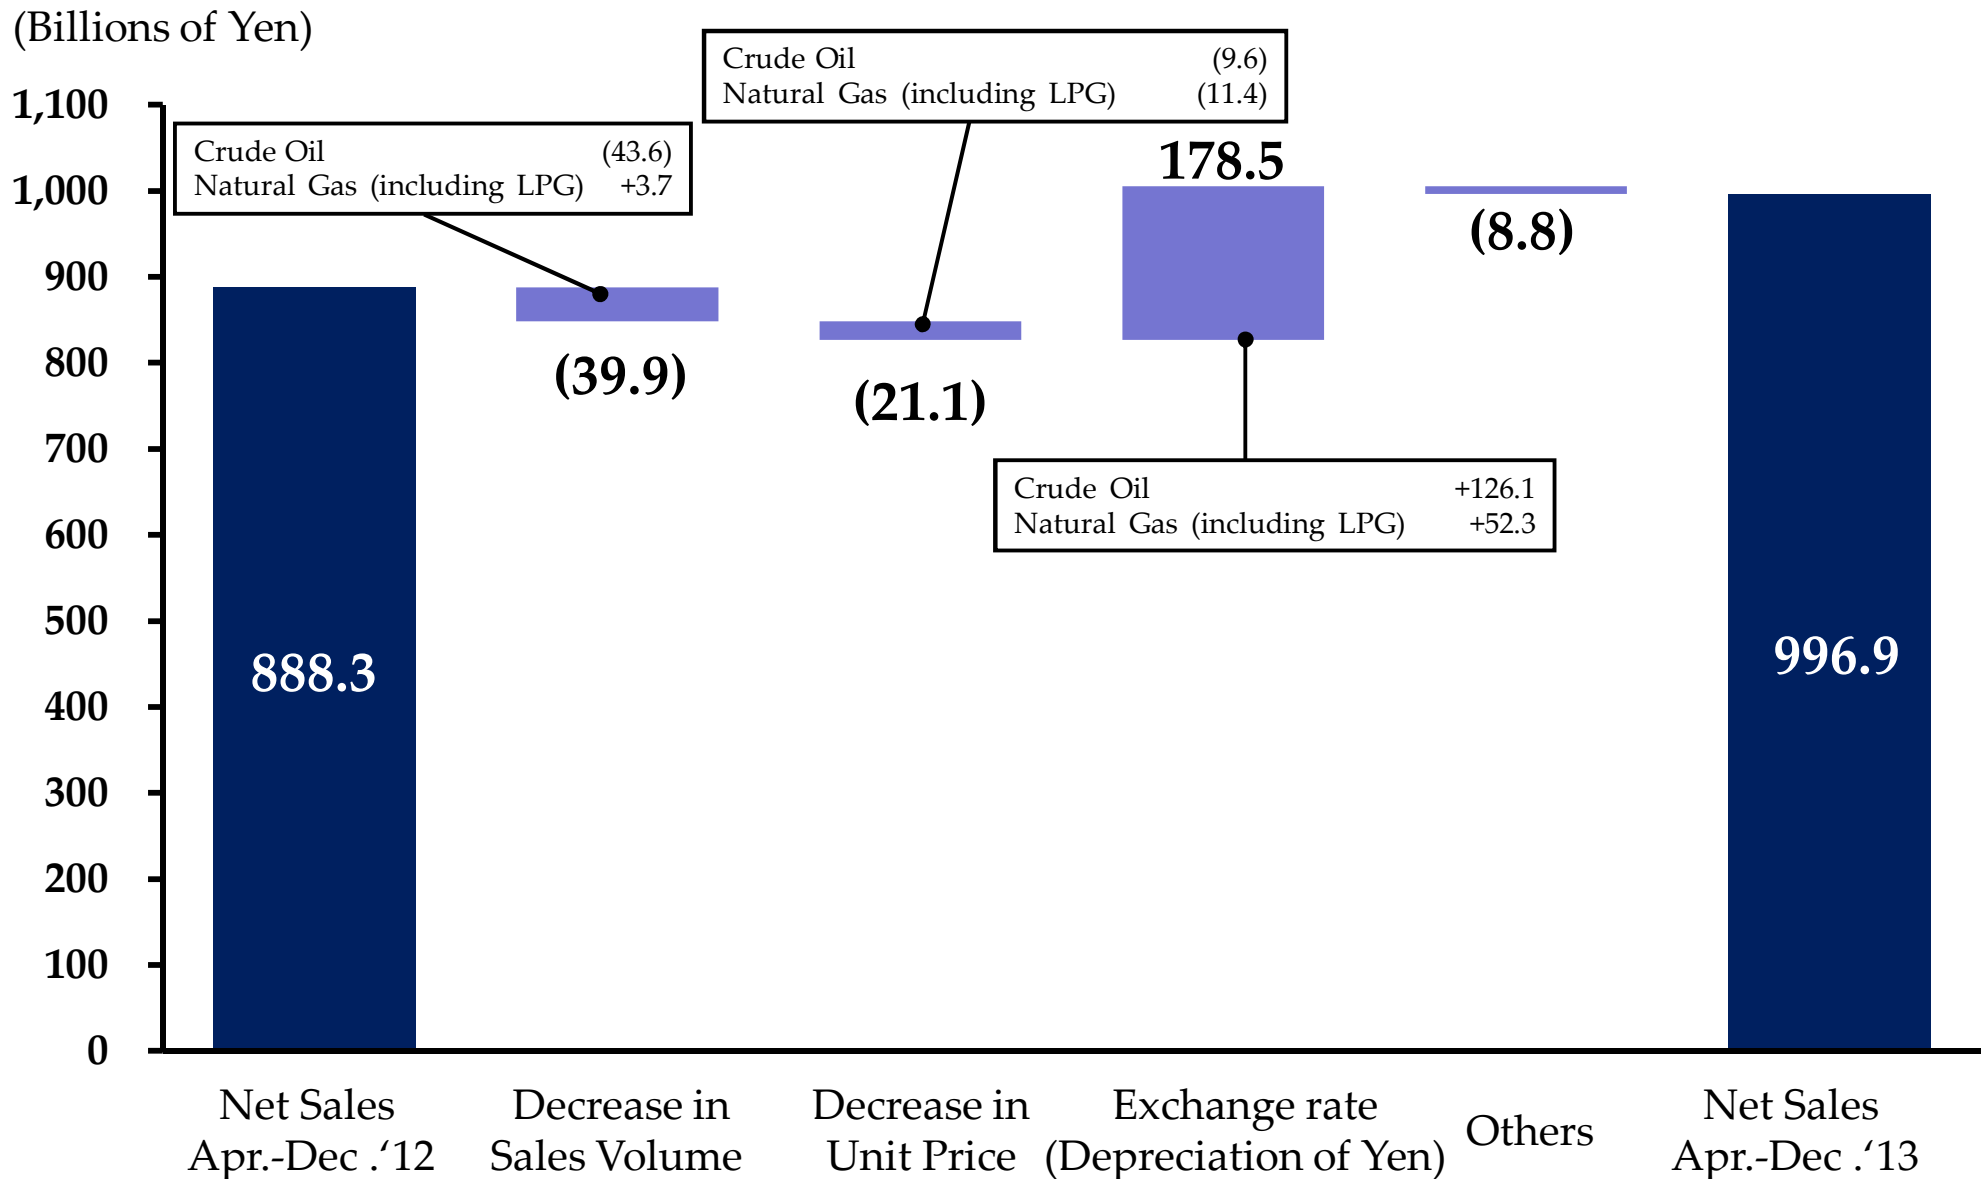 (Billions of Yen)
Crude Oil (9.6)
Natural Gas (including LPG) (11.4)
1,100
Crude Oil (43.6)
Natural Gas (including LPG) +3.7
178.5
1,000
(8.8)
900
800
(39.9)
(21.1)
700
Crude Oil +126.1
Natural Gas (including LPG) +52.3
600
500
888.3
996.9
400
300
200
100
0
Net Sales
Apr.-Dec .‘12
Decrease in
Sales Volume
Decrease in
Unit Price
Exchange rate
(Depreciation of Yen)
Others
Net Sales
Apr.-Dec .‘13